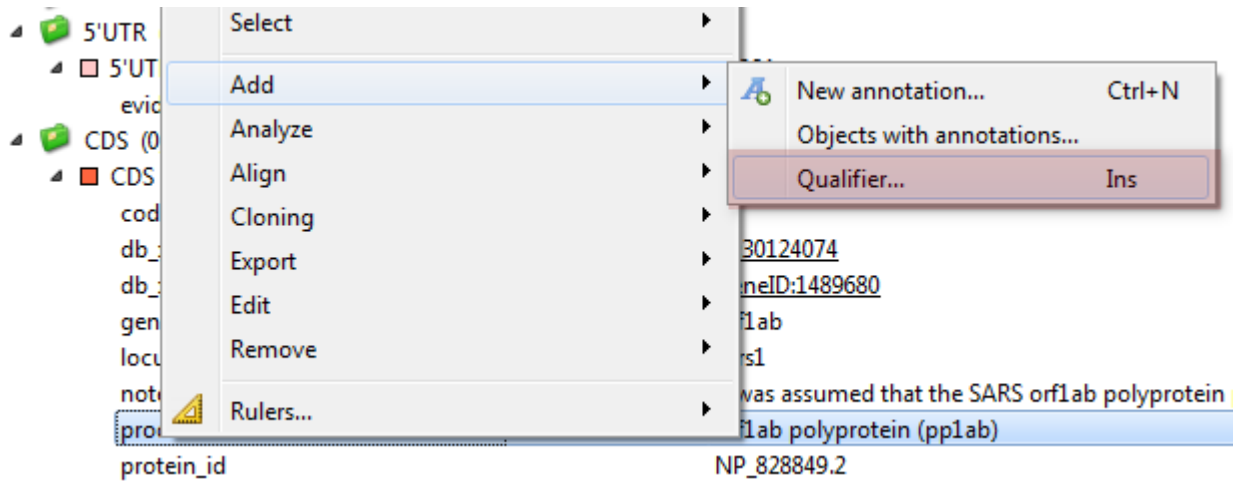 5'UTR
Select
5'UT
Add
New annotation... Ctrl+N
evid
Objects with annotations...
CDS (0
Analyze
CDS
Align
Qualifier... Ins
cod
Cloning
db_
30124074
Export
db_
neID:1489680
Edit
gen
f1ab
Remove
locu
rs1
note
was assumed that the SARS orf1ab polyprotein
Rulers...
pro
f1ab polyprotein (pp1ab)
protein_id NP_828849.2